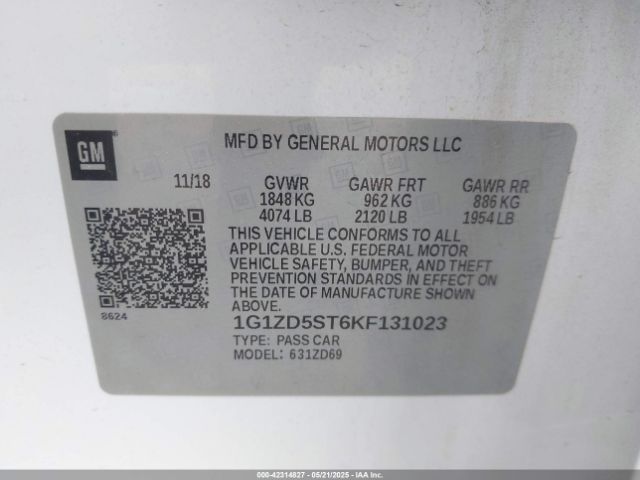 GM
MFD BY GENERAL MOTORS LLC
11/18 GVWR GAWR FRT GAWR RR
1848 KG 962 KG 886 KG
4074 LB 2120 LB 1954 LB
THIS VEHICLE CONFORMS TO ALL
APPLICABLE U.S. FEDERAL MOTOR
VEHICLE SAFETY, BUMPER, AND THEFT
PREVENTION STANDARDS IN EFFECT ON
THE DATE OF MANUFACTURE SHOWN
ABOVE.
8624
1G1ZD5ST6KF131023
TYPE: PASS CAR
MODEL: 631ZD69
000-42314827 - 05/21/2025 - IAA, Inc.